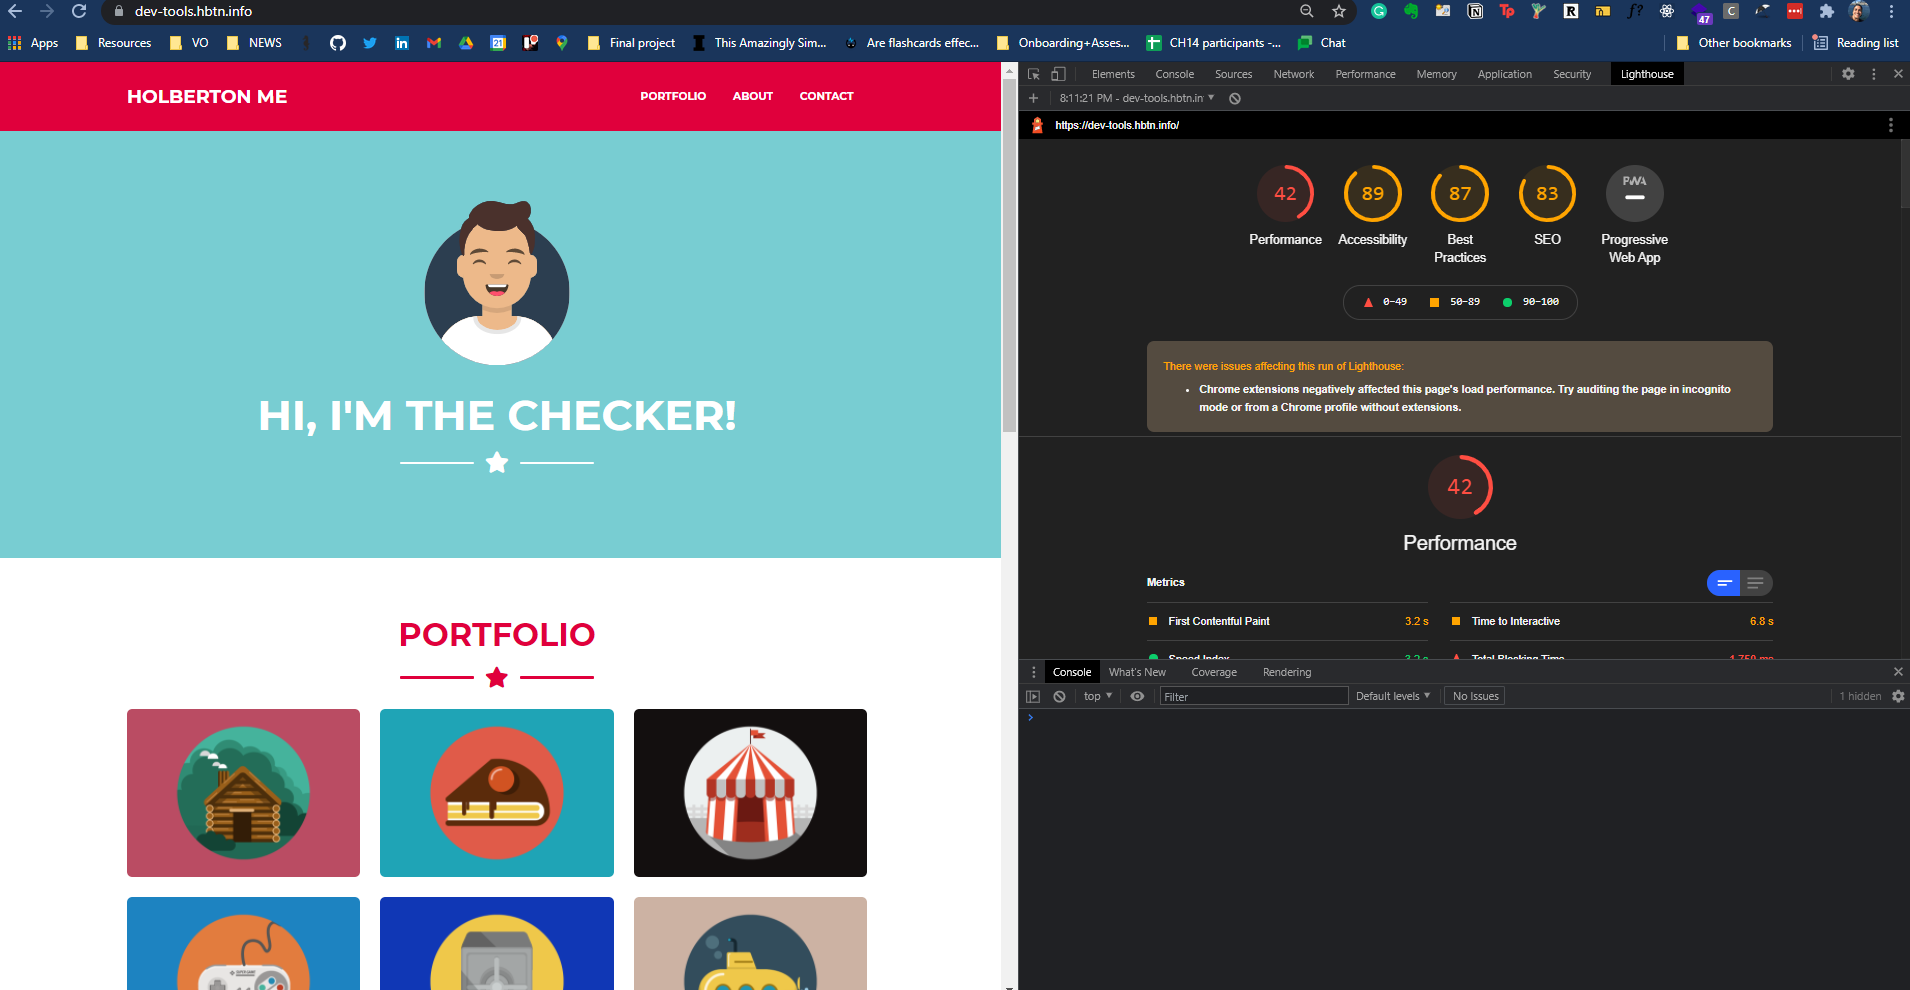 dev-tools.hbtn.info
47
Apps Resources VO NEWS 21 Final project This Amazingly Sim... Are flashcards effec... Onboarding+Asses... CH14 participants -... Chat Other bookmarks Reading list
HOLBERTON ME PORTFOLIO ABOUT CONTACT
HI, I'M THE CHECKER!
PORTFOLIO
Elements Console Sources Network Performance Memory Application Security Lighthouse
8:11:21 PM - dev-tools.hbtn.in
https://dev-tools.hbtn.info/
42 89 87 83 PWA
Performance Accessibility Best Practices SEO Progressive Web App
0–49 50–89 90–100
There were issues affecting this run of Lighthouse:
Chrome extensions negatively affected this page's load performance. Try auditing the page in incognito
mode or from a Chrome profile without extensions.
42
Performance
Metrics
First Contentful Paint 3.2 s Time to Interactive 6.8 s
Speed Index 3.2 s Total Blocking Time 1,750 ms
Console What's New Coverage Rendering
top Filter Default levels No Issues 1 hidden